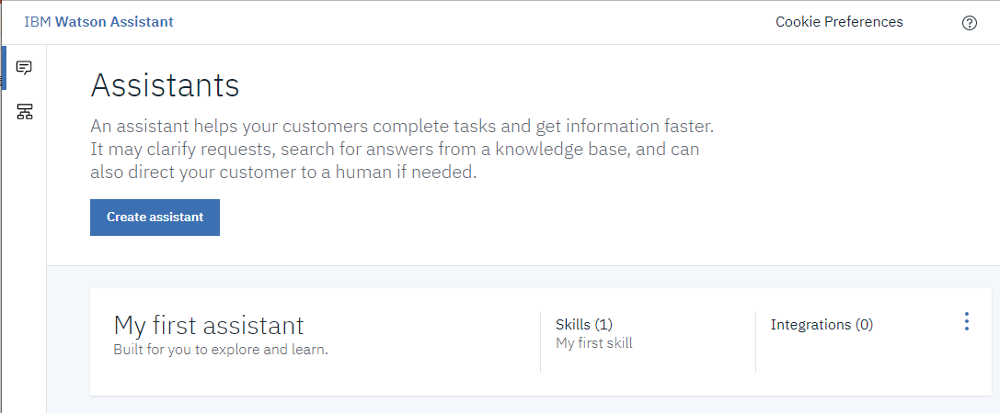 IBM Watson Assistant
Cookie Preferences
Assistants
An assistant helps your customers complete tasks and get information faster.
It may clarify requests, search for answers from a knowledge base, and can
also direct your customer to a human if needed.
Create assistant
My first assistant
Built for you to explore and learn.
Skills (1)
My first skill
Integrations (0)